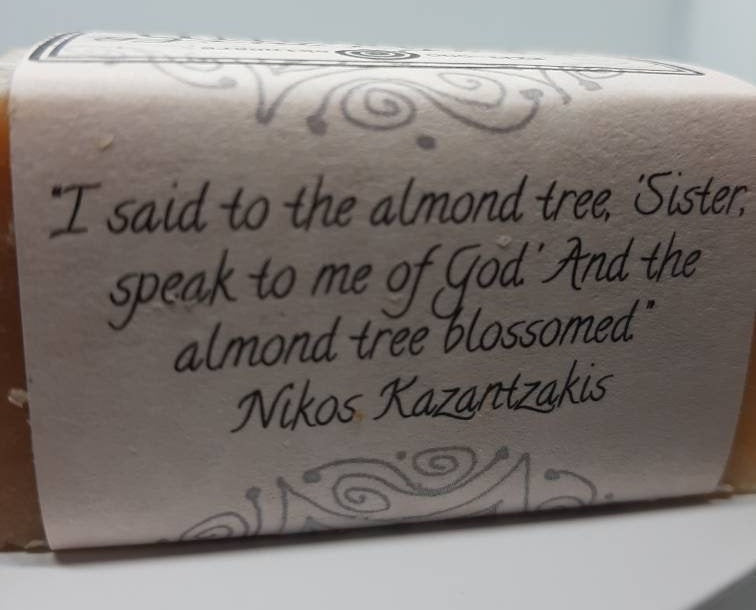 "I said to the almond tree, 'Sister,
speak to me of God.' And the
almond tree blossomed."
Nikos Kazantzakis